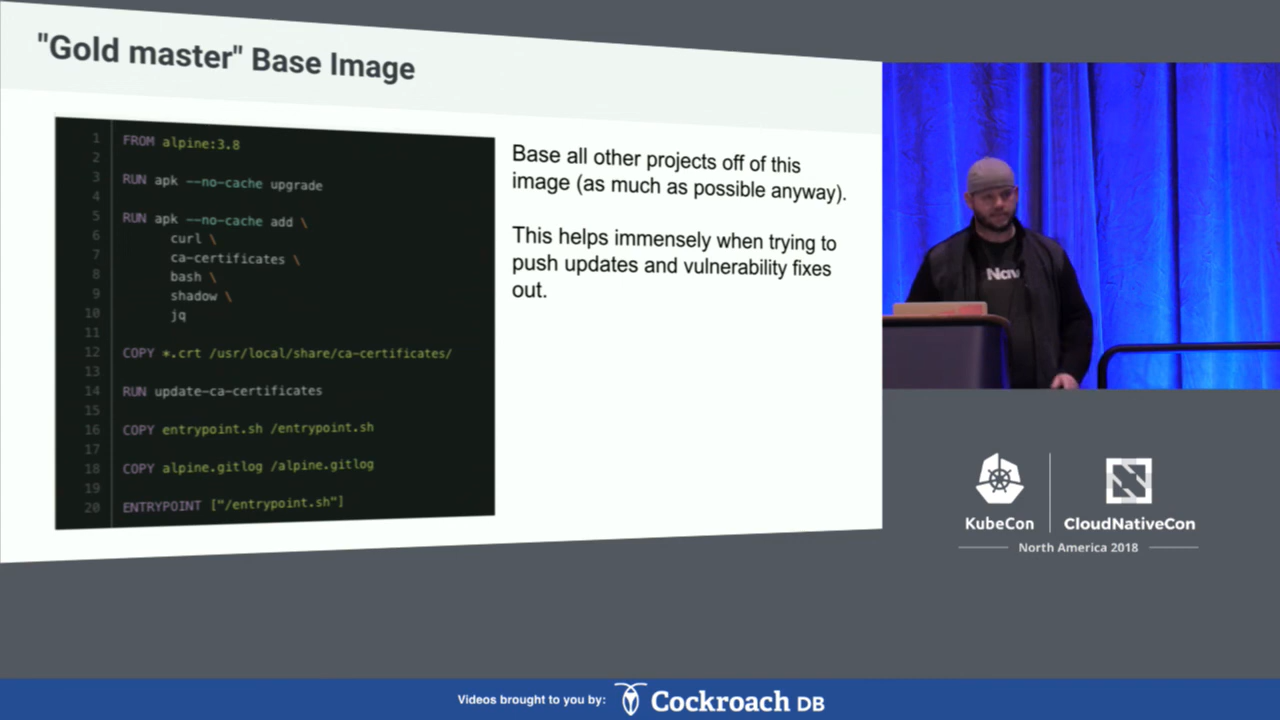 "Gold master" Base Image
1 FROM alpine:3.8
2
3 RUN apk --no-cache upgrade
4
5 RUN apk --no-cache add \
6 curl \
7 ca-certificates \
8 bash \
9 shadow \
10 jq
11
12 COPY *.crt /usr/local/share/ca-certificates/
13
14 RUN update-ca-certificates
15
16 COPY entrypoint.sh /entrypoint.sh
17
18 COPY alpine.gitlog /alpine.gitlog
19
20 ENTRYPOINT ["/entrypoint.sh"]
Base all other projects off of this
image (as much as possible anyway).
This helps immensely when trying to
push updates and vulnerability fixes
out.
KubeCon
CloudNativeCon
North America 2018
Videos brought to you by:
Cockroach DB